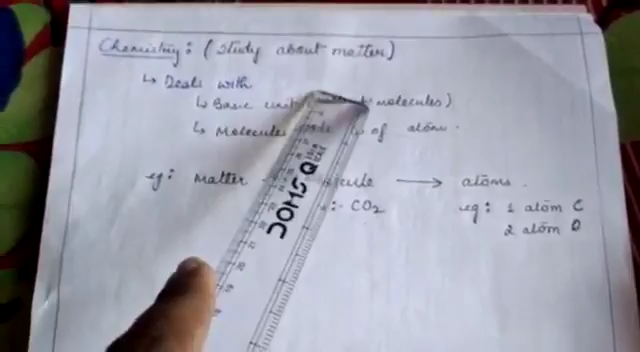 Chemistry: (Study about matter)
↳ Deals with
↳ Basic unit molecules)
↳ Molecules of atoms.
eg: matter → atoms.
:- CO2 eg: 1 atom C
2 atom O
DOMS Q